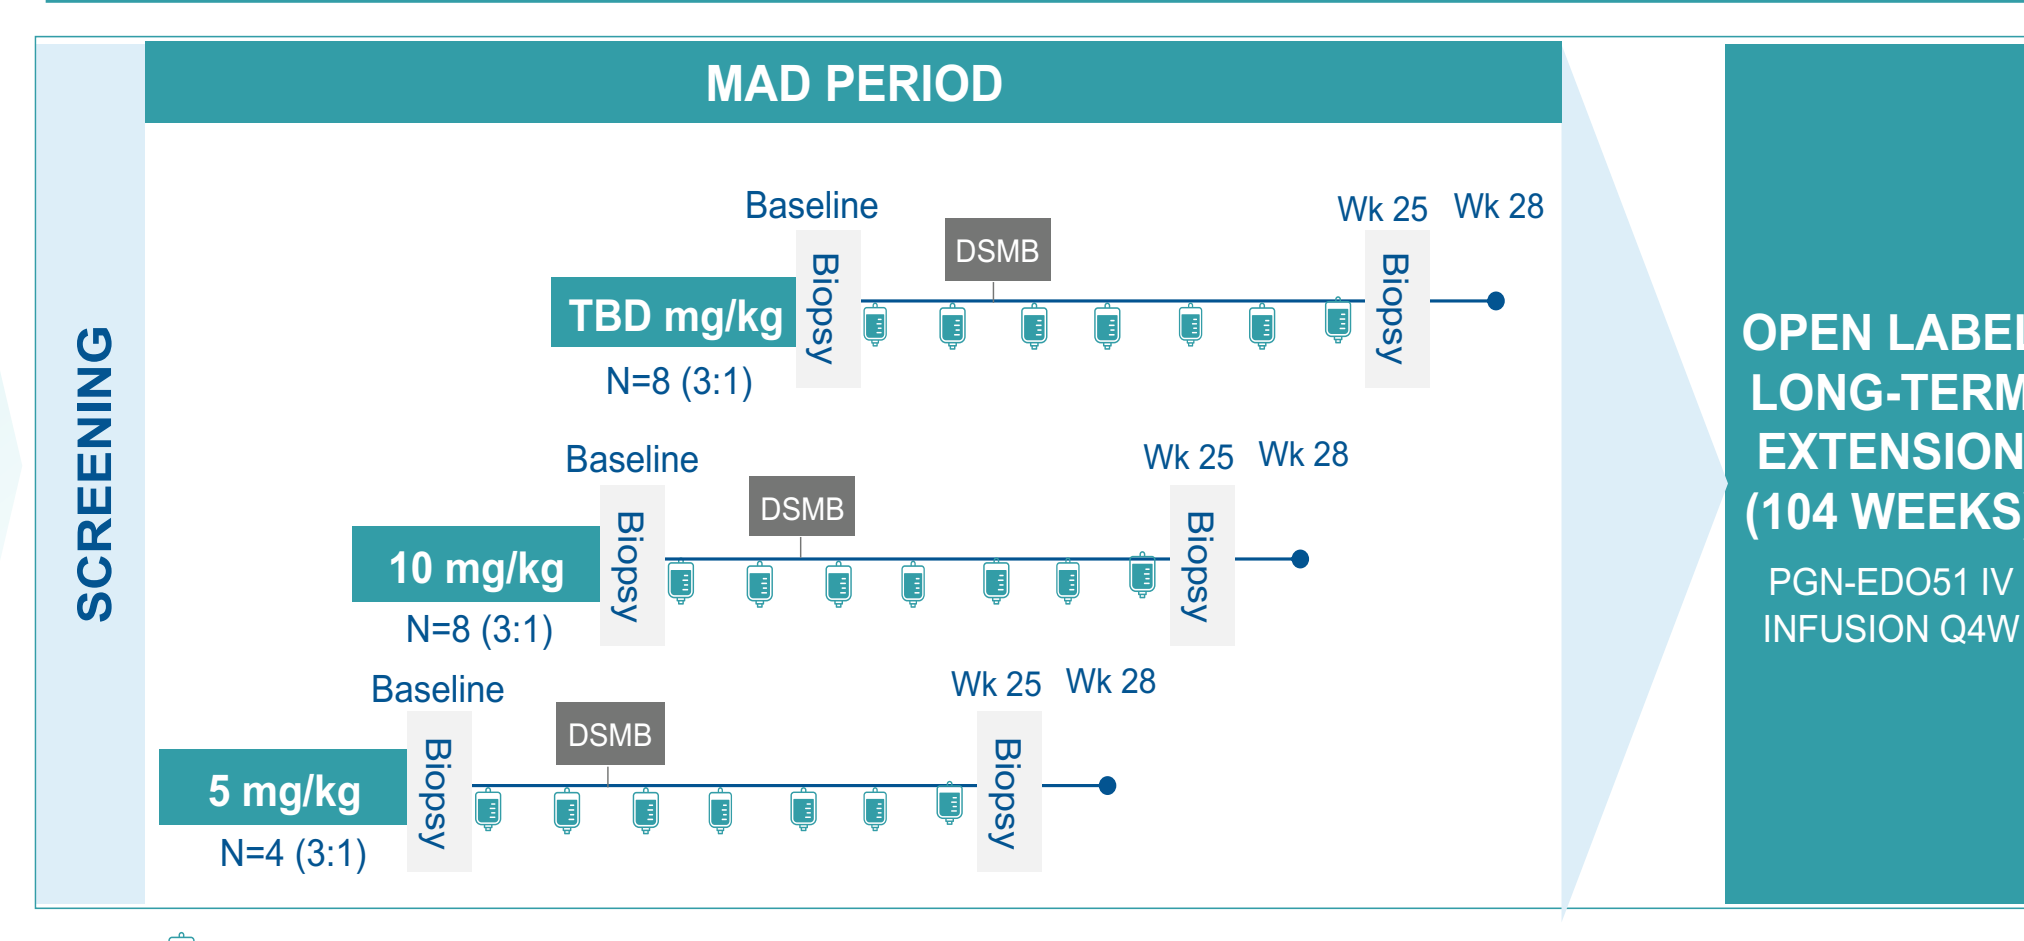 MAD PERIOD
SCREENING
Baseline
Wk 25 Wk 28
DSMB
Biopsy
Biopsy
TBD mg/kg
N=8 (3:1)
Baseline
Wk 25 Wk 28
DSMB
Biopsy
Biopsy
10 mg/kg
N=8 (3:1)
Baseline
Wk 25 Wk 28
DSMB
Biopsy
Biopsy
5 mg/kg
N=4 (3:1)
OPEN LABEL
LONG-TERM
EXTENSION
(104 WEEKS)
PGN-EDO51 IV
INFUSION Q4W